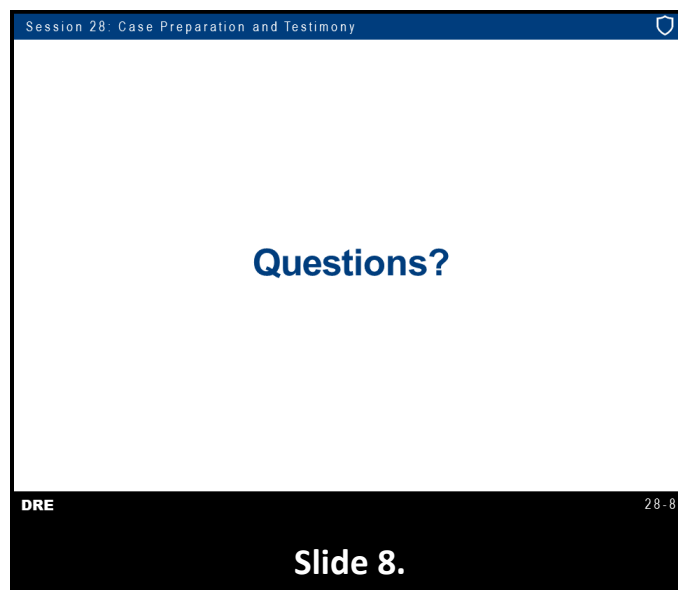 Session 28: Case Preparation and Testimony
Questions?
DRE
28-8
Slide 8.